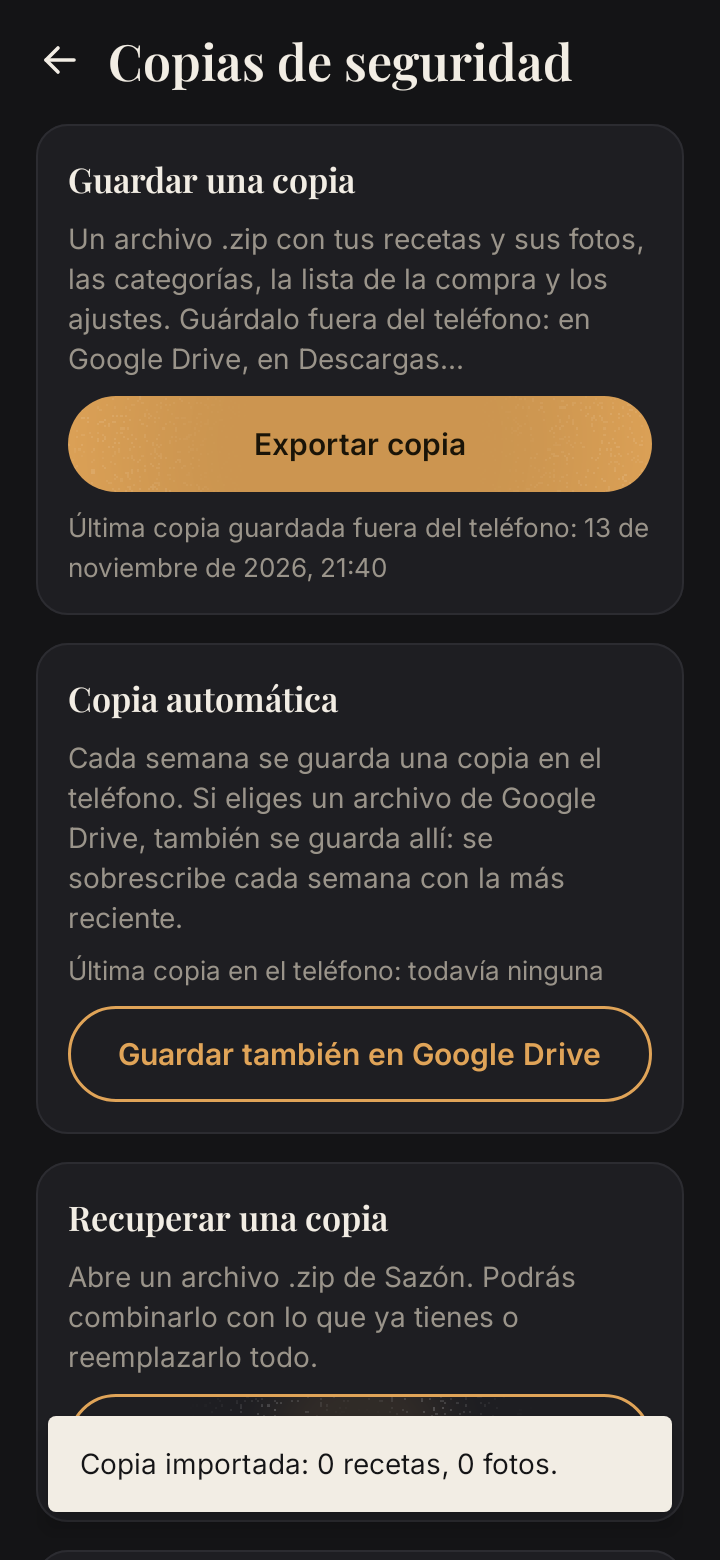 Copias de seguridad
Guardar una copia
Un archivo .zip con tus recetas y sus fotos,
las categorías, la lista de la compra y los
ajustes. Guárdalo fuera del teléfono: en
Google Drive, en Descargas…
Exportar copia
Última copia guardada fuera del teléfono: 13 de
noviembre de 2026, 21:40
Copia automática
Cada semana se guarda una copia en el
teléfono. Si eliges un archivo de Google
Drive, también se guarda allí: se
sobrescribe cada semana con la más
reciente.
Última copia en el teléfono: todavía ninguna
Guardar también en Google Drive
Recuperar una copia
Abre un archivo .zip de Sazón. Podrás
combinarlo con lo que ya tienes o
reemplazarlo todo.
Copia importada: 0 recetas, 0 fotos.